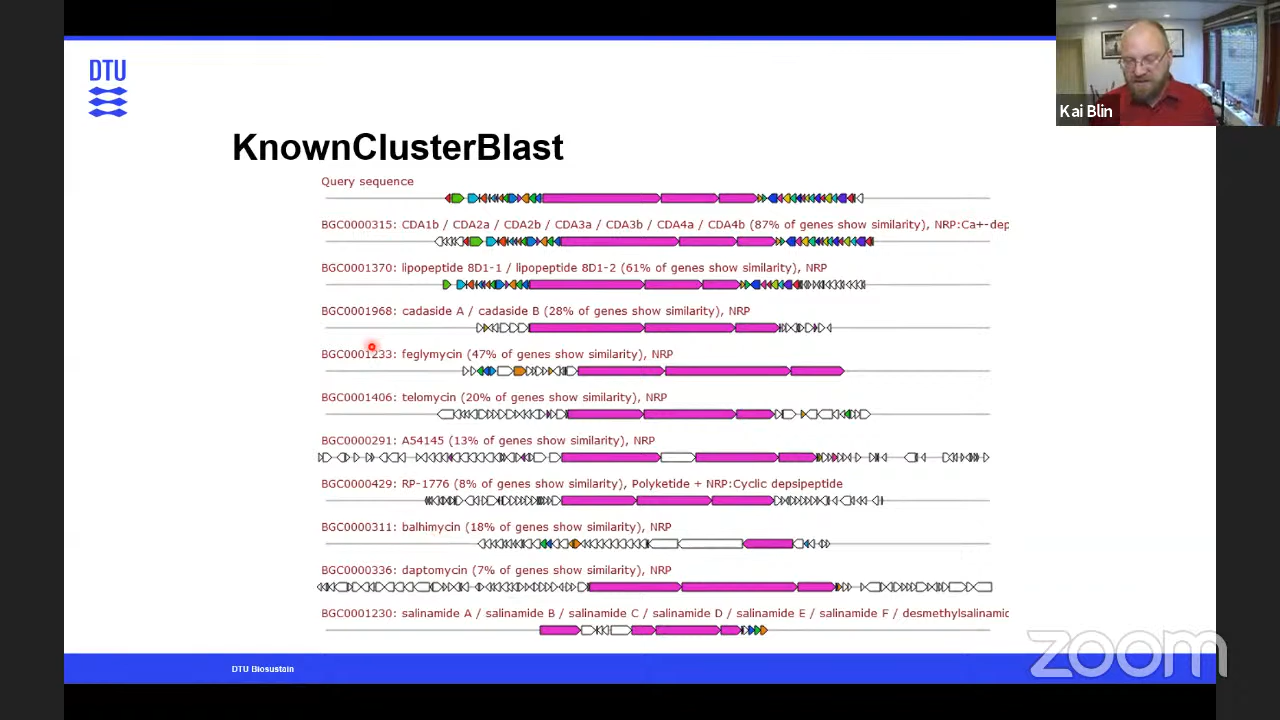 DTU
Kai Blin
KnownClusterBlast
Query sequence
BGC0000315: CDA1b / CDA2a / CDA2b / CDA3a / CDA3b / CDA4a / CDA4b (87% of genes show similarity), NRP:Ca+-dep
BGC0001370: lipopeptide 8D1-1 / lipopeptide 8D1-2 (61% of genes show similarity), NRP
BGC0001968: cadaside A / cadaside B (28% of genes show similarity), NRP
BGC0001233: feglymycin (47% of genes show similarity), NRP
BGC0001406: telomycin (20% of genes show similarity), NRP
BGC0000291: A54145 (13% of genes show similarity), NRP
BGC0000429: RP-1776 (8% of genes show similarity), Polyketide + NRP:Cyclic depsipeptide
BGC0000311: balhimycin (18% of genes show similarity), NRP
BGC0000336: daptomycin (7% of genes show similarity), NRP
BGC0001230: salinamide A / salinamide B / salinamide C / salinamide D / salinamide E / salinamide F / desmethylsalinamid
DTU Biosustain
zoom